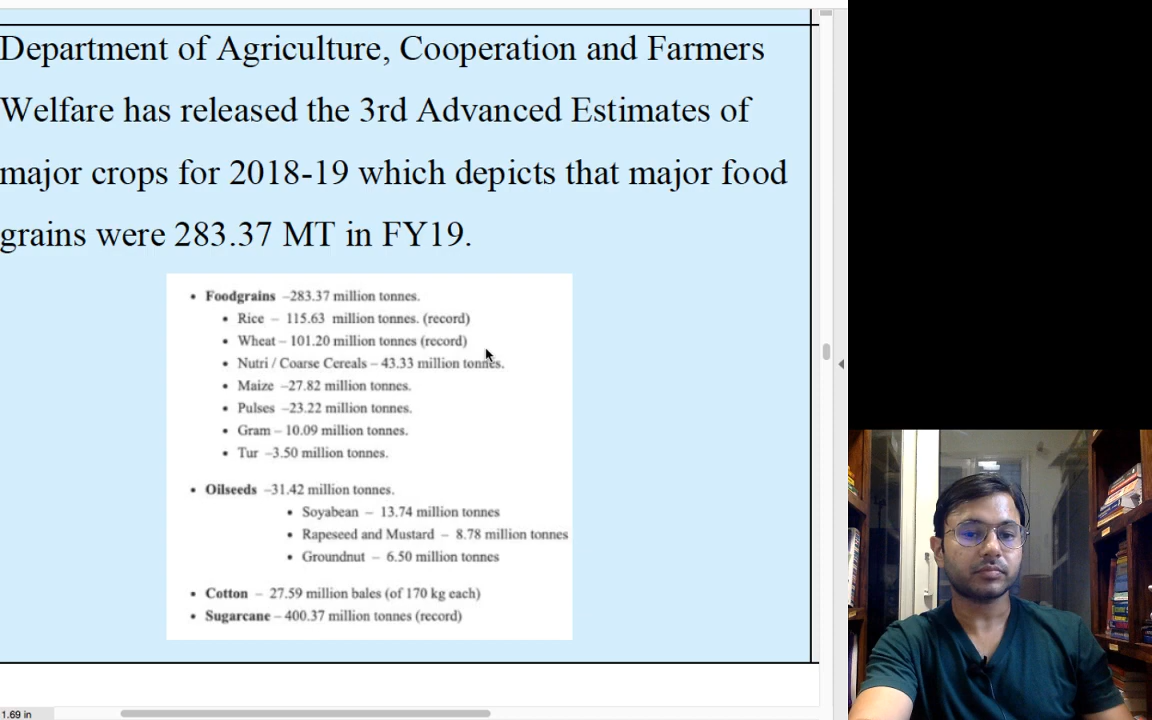 Department of Agriculture, Cooperation and Farmers
Welfare has released the 3rd Advanced Estimates of
major crops for 2018-19 which depicts that major food
grains were 283.37 MT in FY19.
• Foodgrains –283.37 million tonnes.
• Rice – 115.63 million tonnes. (record)
• Wheat – 101.20 million tonnes (record)
• Nutri / Coarse Cereals – 43.33 million tonnes.
• Maize –27.82 million tonnes.
• Pulses –23.22 million tonnes.
• Gram – 10.09 million tonnes.
• Tur –3.50 million tonnes.
• Oilseeds –31.42 million tonnes.
• Soyabean – 13.74 million tonnes
• Rapeseed and Mustard – 8.78 million tonnes
• Groundnut – 6.50 million tonnes
• Cotton – 27.59 million bales (of 170 kg each)
• Sugarcane – 400.37 million tonnes (record)
1.69 in